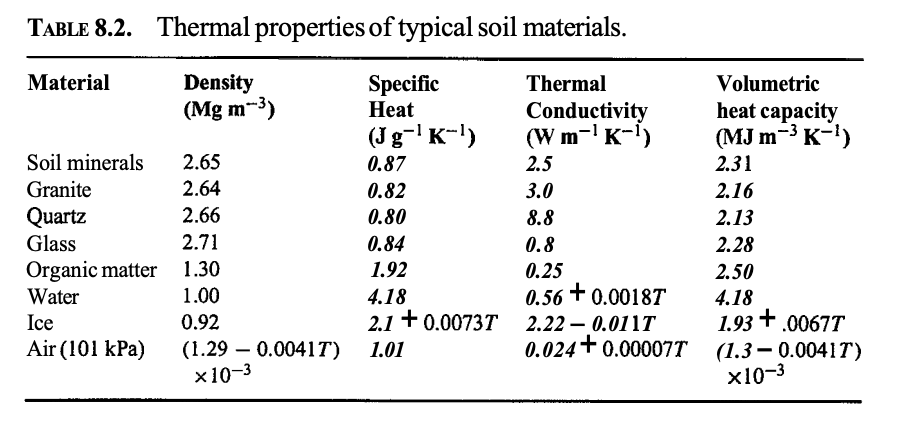 TABLE 8.2. Thermal properties of typical soil materials.
Material Density Specific Thermal Volumetric
(Mg m⁻³) Heat Conductivity heat capacity
(J g⁻¹ K⁻¹) (W m⁻¹ K⁻¹) (MJ m⁻³ K⁻¹)
Soil minerals 2.65 0.87 2.5 2.31
Granite 2.64 0.82 3.0 2.16
Quartz 2.66 0.80 8.8 2.13
Glass 2.71 0.84 0.8 2.28
Organic matter 1.30 1.92 0.25 2.50
Water 1.00 4.18 0.56 + 0.0018T 4.18
Ice 0.92 2.1 + 0.0073T 2.22 – 0.011T 1.93 + .0067T
Air (101 kPa) (1.29 – 0.0041T) 1.01 0.024 + 0.00007T (1.3 – 0.0041T)
×10⁻³ ×10⁻³